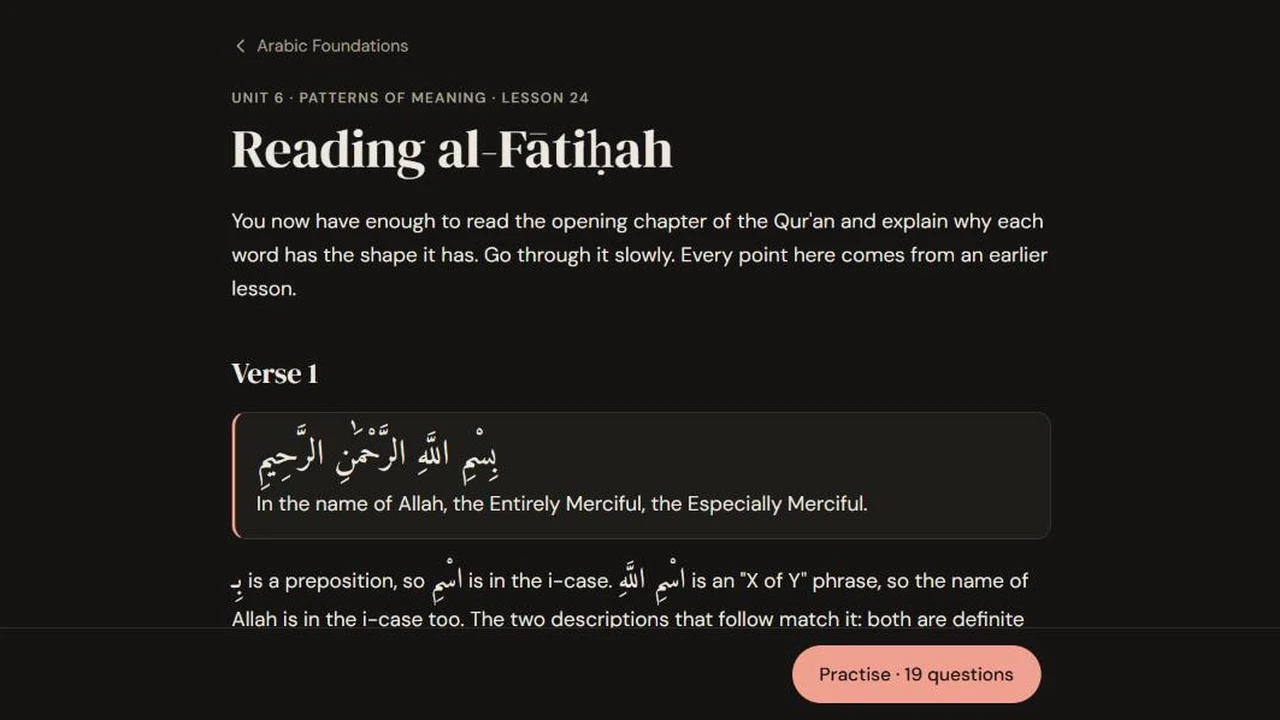 Arabic Foundations
UNIT 6 · PATTERNS OF MEANING · LESSON 24
Reading al-Fātiḥah
You now have enough to read the opening chapter of the Qur'an and explain why each
word has the shape it has. Go through it slowly. Every point here comes from an earlier
lesson.
Verse 1
بِسْمِ اللَّهِ الرَّحْمَٰنِ الرَّحِيمِ
In the name of Allah, the Entirely Merciful, the Especially Merciful.
بِـ is a preposition, so اسْمِ is in the i-case. اسْمِ اللَّهِ is an "X of Y" phrase, so the name of
Allah is in the i-case too. The two descriptions that follow match it: both are definite
Practise · 19 questions